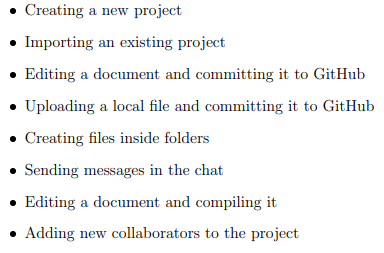 • Creating a new project
• Importing an existing project
• Editing a document and committing it to GitHub
• Uploading a local file and committing it to GitHub
• Creating files inside folders
• Sending messages in the chat
• Editing a document and compiling it
• Adding new collaborators to the project